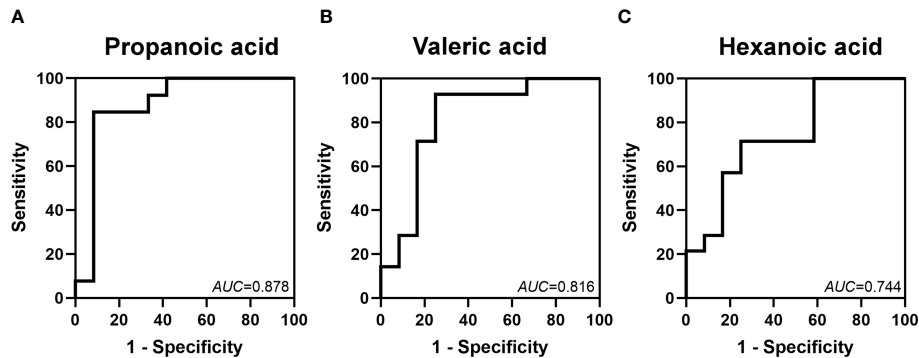 A
Propanoic acid
Sensitivity
100
80
60
40
20
0
0 20 40 60 80 100
1 - Specificity
AUC=0.878
B
Valeric acid
Sensitivity
100
80
60
40
20
0
0 20 40 60 80 100
1 - Specificity
AUC=0.816
C
Hexanoic acid
Sensitivity
100
80
60
40
20
0
0 20 40 60 80 100
1 - Specificity
AUC=0.744